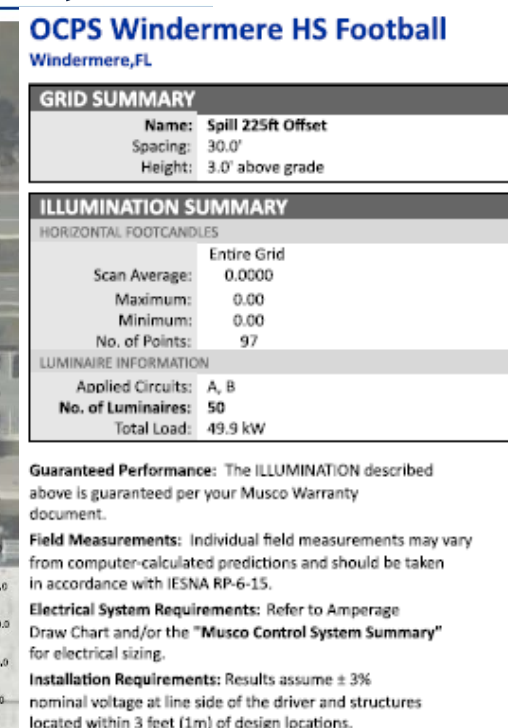 OCPS Windermere HS Football
Windermere,FL
GRID SUMMARY
Name: Spill 225ft Offset
Spacing: 30.0'
Height: 3.0' above grade
ILLUMINATION SUMMARY
HORIZONTAL FOOTCANDLES
Entire Grid
Scan Average: 0.0000
Maximum: 0.00
Minimum: 0.00
No. of Points: 97
LUMINAIRE INFORMATION
Applied Circuits: A, B
No. of Luminaires: 50
Total Load: 49.9 kW
Guaranteed Performance: The ILLUMINATION described
above is guaranteed per your Musco Warranty
document.
Field Measurements: Individual field measurements may vary
from computer-calculated predictions and should be taken
in accordance with IESNA RP-6-15.
Electrical System Requirements: Refer to Amperage
Draw Chart and/or the "Musco Control System Summary"
for electrical sizing.
Installation Requirements: Results assume ± 3%
nominal voltage at line side of the driver and structures
located within 3 feet (1m) of design locations.